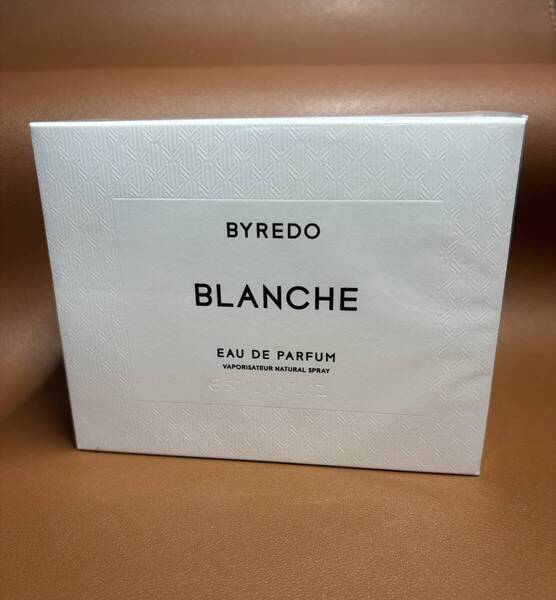 BYREDO
BLANCHE
EAU DE PARFUM
VAPORISATEUR NATURAL SPRAY